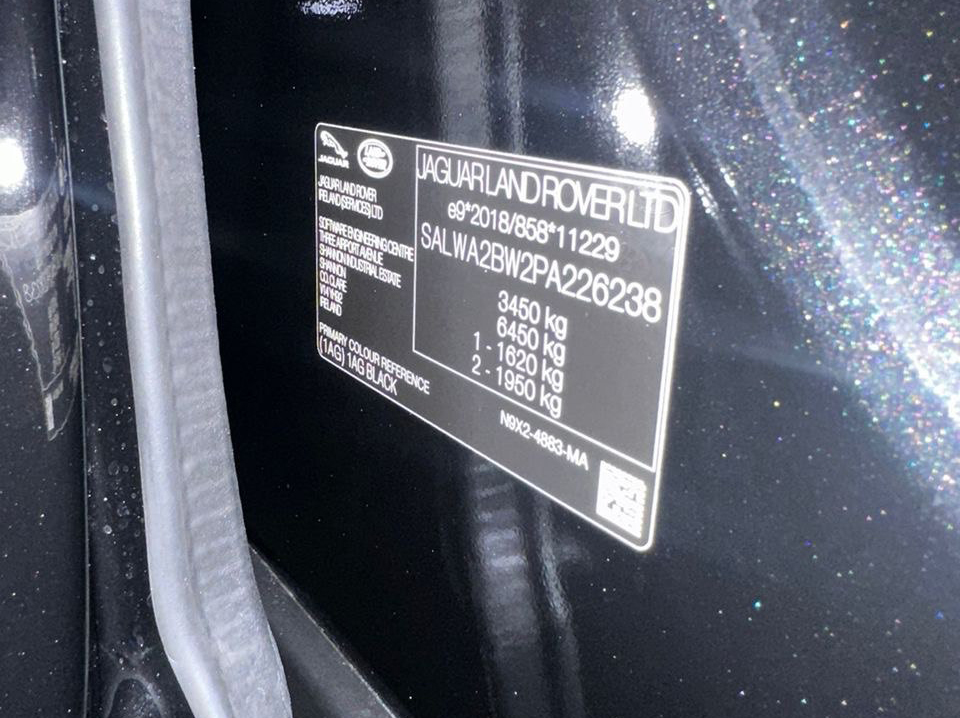 JAGUAR
LAND ROVER
JAGUAR LAND ROVER
IRELAND (SERVICES) LTD
SOFTWARE ENGINEERING CENTRE
THREE AIRPORT AVENUE
SHANNON INDUSTRIAL ESTATE
SHANNON
CO. CLARE
IRELAND
PRIMARY COLOUR REFERENCE
(1AG) 1AG BLACK
JAGUAR LAND ROVER LTD
e9*2018/858*11229
SALWA2BW2PA226238
3450 kg
6450 kg
1 - 1620 kg
2 - 1950 kg
N9X2-4883-MA